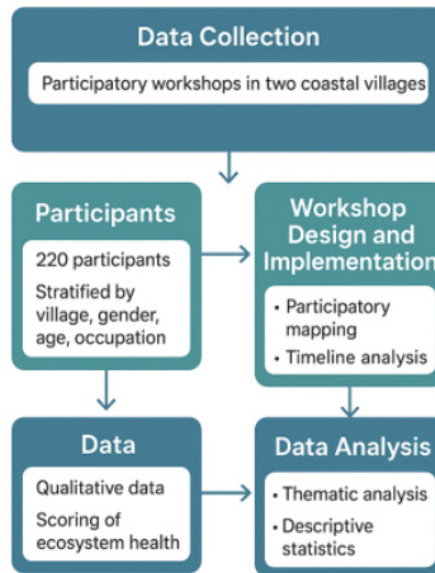 Data Collection
Participatory workshops in two coastal villages
Participants
220 participants
Stratified by
village, gender,
age, occupation
Workshop
Design and
Implementation
• Participatory
mapping
• Timeline analysis
Data
Qualitative data
Scoring of
ecosystem health
Data Analysis
• Thematic analysis
• Descriptive
statistics